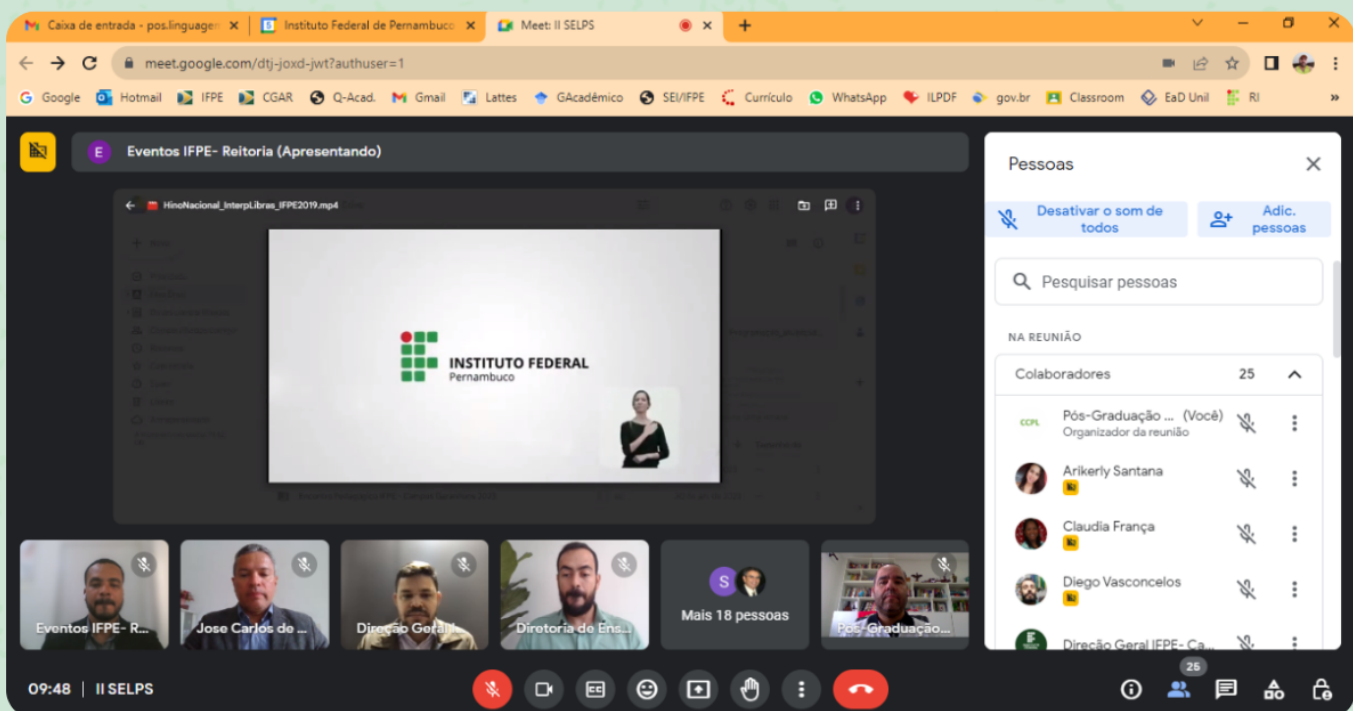 Caixa de entrada - pos.linguagen
Instituto Federal de Pernambuco
Meet: II SELPS
meet.google.com/dtj-joxd-jwt?authuser=1
Google
Hotmail
IFPE
CGAR
Q-Acad.
Gmail
Lattes
GAcadêmico
SEI/IFPE
Currículo
WhatsApp
ILPDF
gov.br
Classroom
EaD Unil
RI
»
E
Eventos IFPE- Reitoria (Apresentando)
HinoNacional_InterpLibras_IFPE2019.mp4
INSTITUTO FEDERAL
Pernambuco
Eventos IFPE- R...
Jose Carlos de ...
Direção Geral I...
Diretoria de Ens...
S
Mais 18 pessoas
Pós-Graduação...
Pessoas
Desativar o som de
todos
Adic.
pessoas
Pesquisar pessoas
NA REUNIÃO
Colaboradores 25
CCPL
Pós-Graduação ... (Você)
Organizador da reunião
Arikerly Santana
Claudia França
Diego Vasconcelos
Direção Geral IFPE- Ca...
09:48 | II SELPS
CC
25